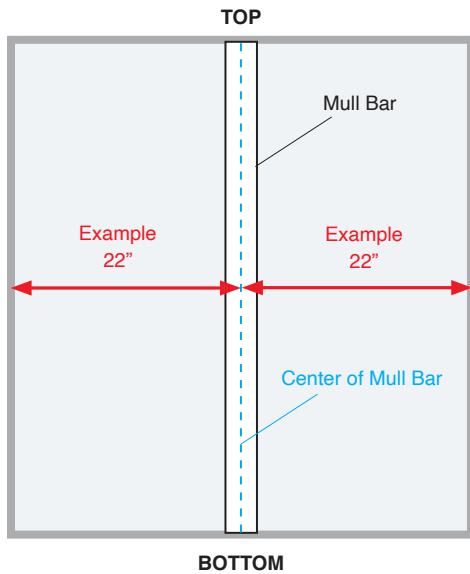 TOP
Mull Bar
Example
22”
Example
22”
Center of Mull Bar
BOTTOM